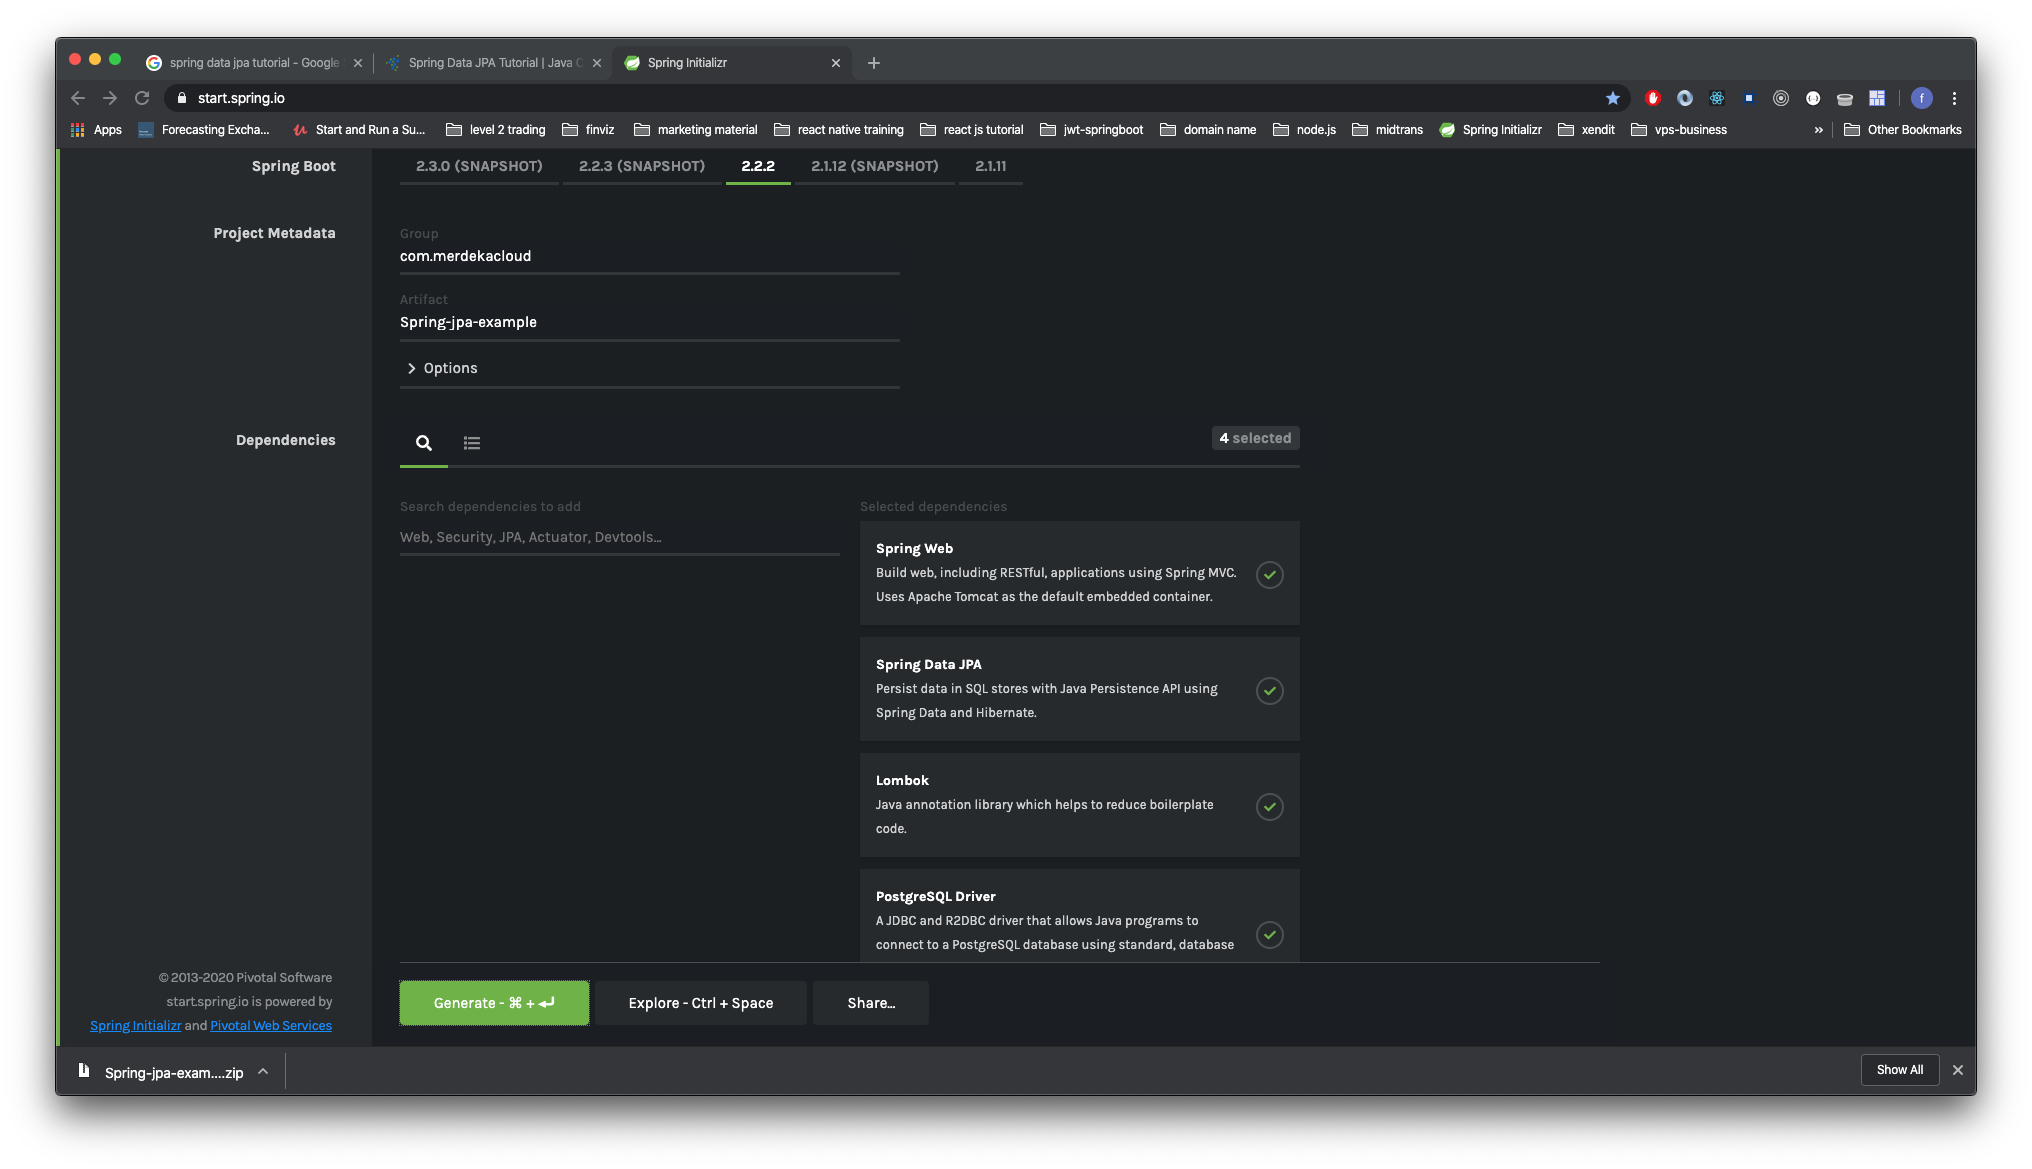 spring data jpa tutorial - Google
Spring Data JPA Tutorial | Java C
Spring Initializr
start.spring.io
f
Apps
Forecasting Excha...
Start and Run a Su...
level 2 trading
finviz
marketing material
react native training
react js tutorial
jwt-springboot
domain name
node.js
midtrans
Spring Initializr
xendit
vps-business
»
Other Bookmarks
Spring Boot
2.3.0 (SNAPSHOT)
2.2.3 (SNAPSHOT)
2.2.2
2.1.12 (SNAPSHOT)
2.1.11
Project Metadata
Group
com.merdekacloud
Artifact
Spring-jpa-example
Options
Dependencies
4 selected
Search dependencies to add
Web, Security, JPA, Actuator, Devtools...
Selected dependencies
Spring Web
Build web, including RESTful, applications using Spring MVC.
Uses Apache Tomcat as the default embedded container.
Spring Data JPA
Persist data in SQL stores with Java Persistence API using
Spring Data and Hibernate.
Lombok
Java annotation library which helps to reduce boilerplate
code.
PostgreSQL Driver
A JDBC and R2DBC driver that allows Java programs to
connect to a PostgreSQL database using standard, database
© 2013-2020 Pivotal Software
start.spring.io is powered by
Spring Initializr and Pivotal Web Services
Generate - ⌘ + ↵
Explore - Ctrl + Space
Share...
Spring-jpa-exam....zip
Show All